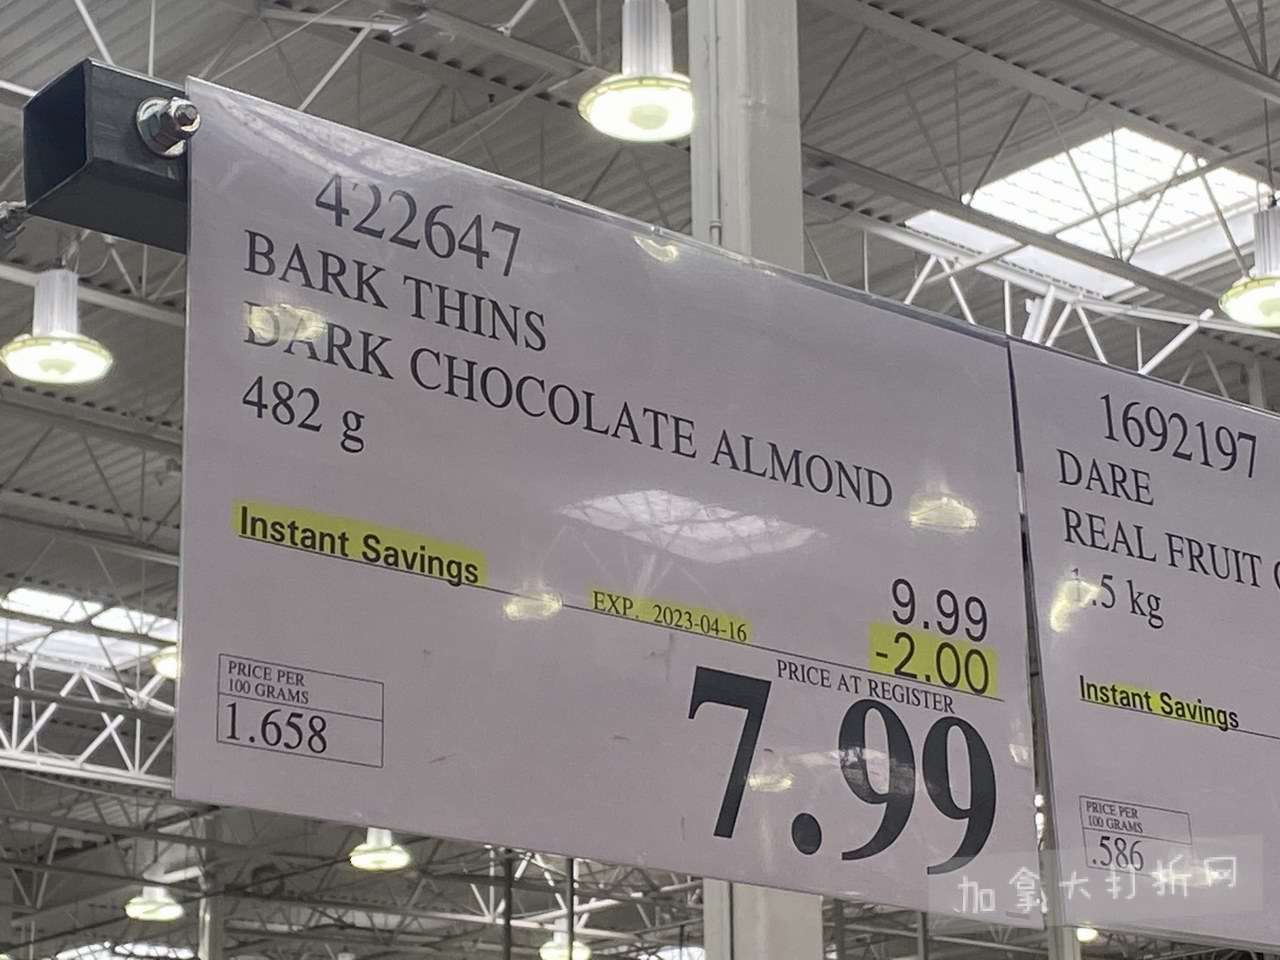 422647
BARK THINS
DARK CHOCOLATE ALMOND
482 g
Instant Savings
EXP. 2023-04-16
9.99
-2.00
PRICE AT REGISTER
7.99
PRICE PER
100 GRAMS
1.658
1692197
DARE
REAL FRUIT
1.5 kg
Instant Savings
PRICE PER
100 GRAMS
.586
加拿大打折网